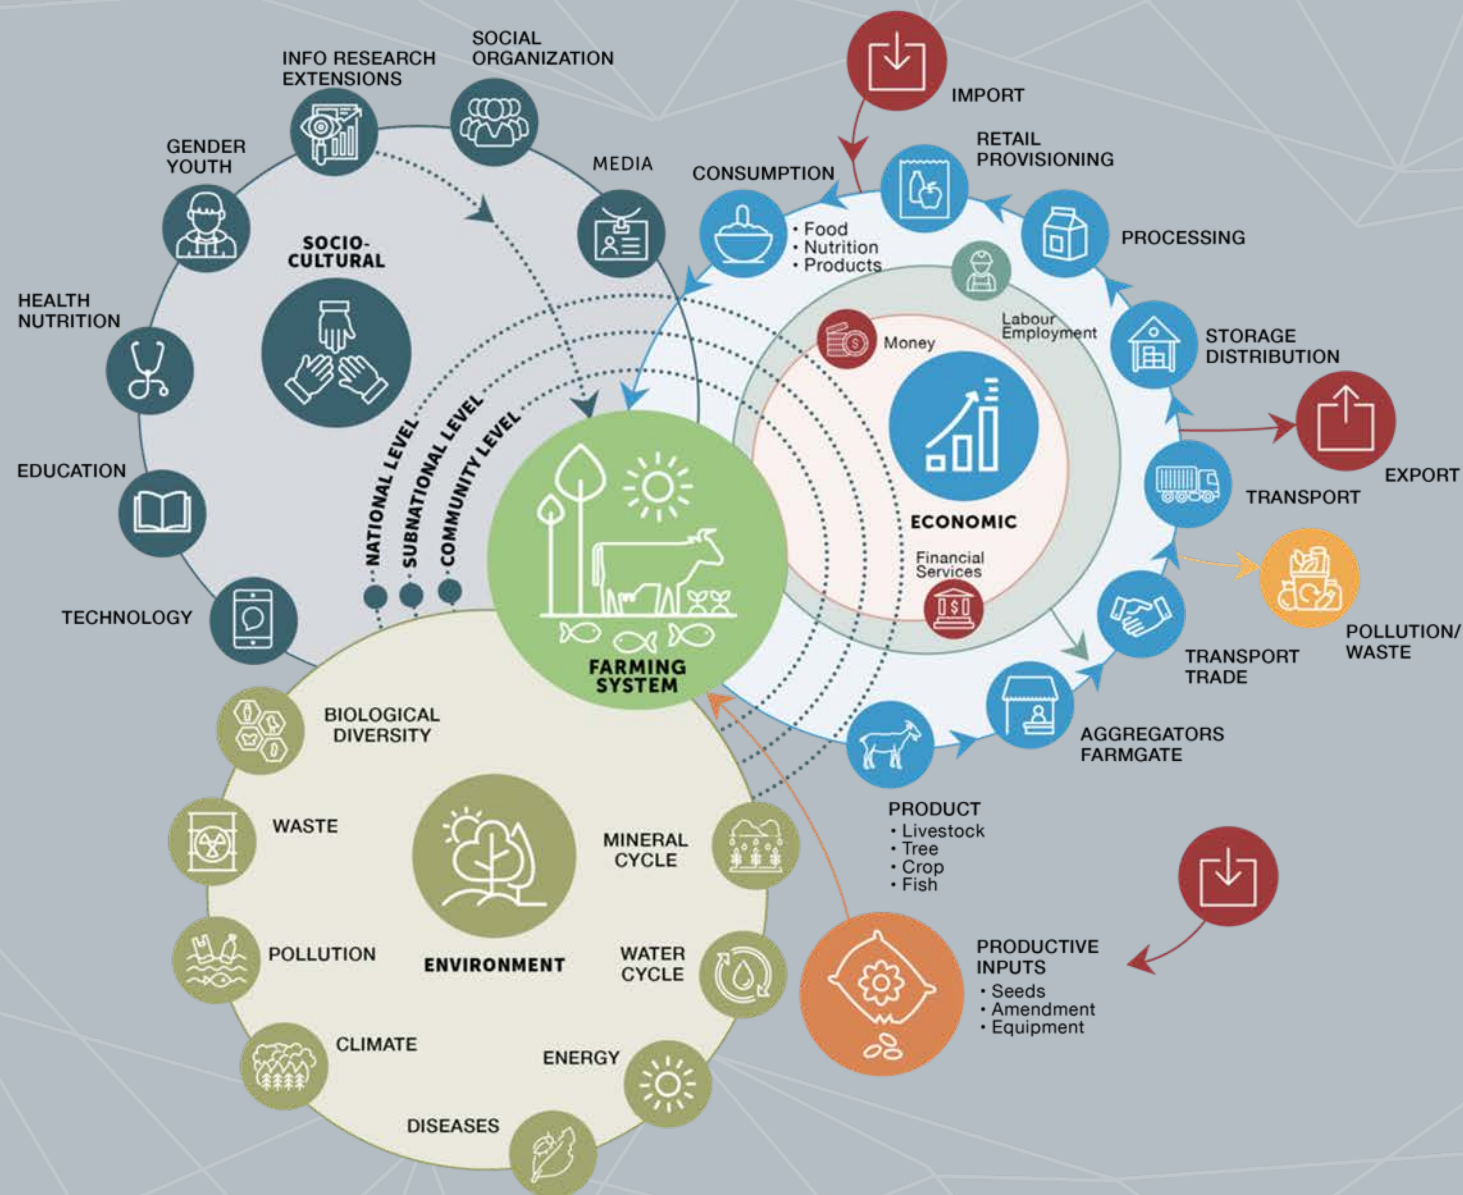 SOCIAL
ORGANIZATION
INFO RESEARCH
EXTENSIONS
GENDER
YOUTH
MEDIA
SOCIO-
CULTURAL
HEALTH
NUTRITION
EDUCATION
TECHNOLOGY
NATIONAL LEVEL
SUBNATIONAL LEVEL
COMMUNITY LEVEL
IMPORT
RETAIL
PROVISIONING
CONSUMPTION
• Food
• Nutrition
• Products
PROCESSING
Labour
Employment
Money
STORAGE
DISTRIBUTION
EXPORT
TRANSPORT
ECONOMIC
Financial
Services
POLLUTION/
WASTE
TRANSPORT
TRADE
AGGREGATORS
FARMGATE
FARMING
SYSTEM
PRODUCT
• Livestock
• Tree
• Crop
• Fish
BIOLOGICAL
DIVERSITY
WASTE
MINERAL
CYCLE
POLLUTION
ENVIRONMENT
WATER
CYCLE
CLIMATE
ENERGY
DISEASES
PRODUCTIVE
INPUTS
• Seeds
• Amendment
• Equipment